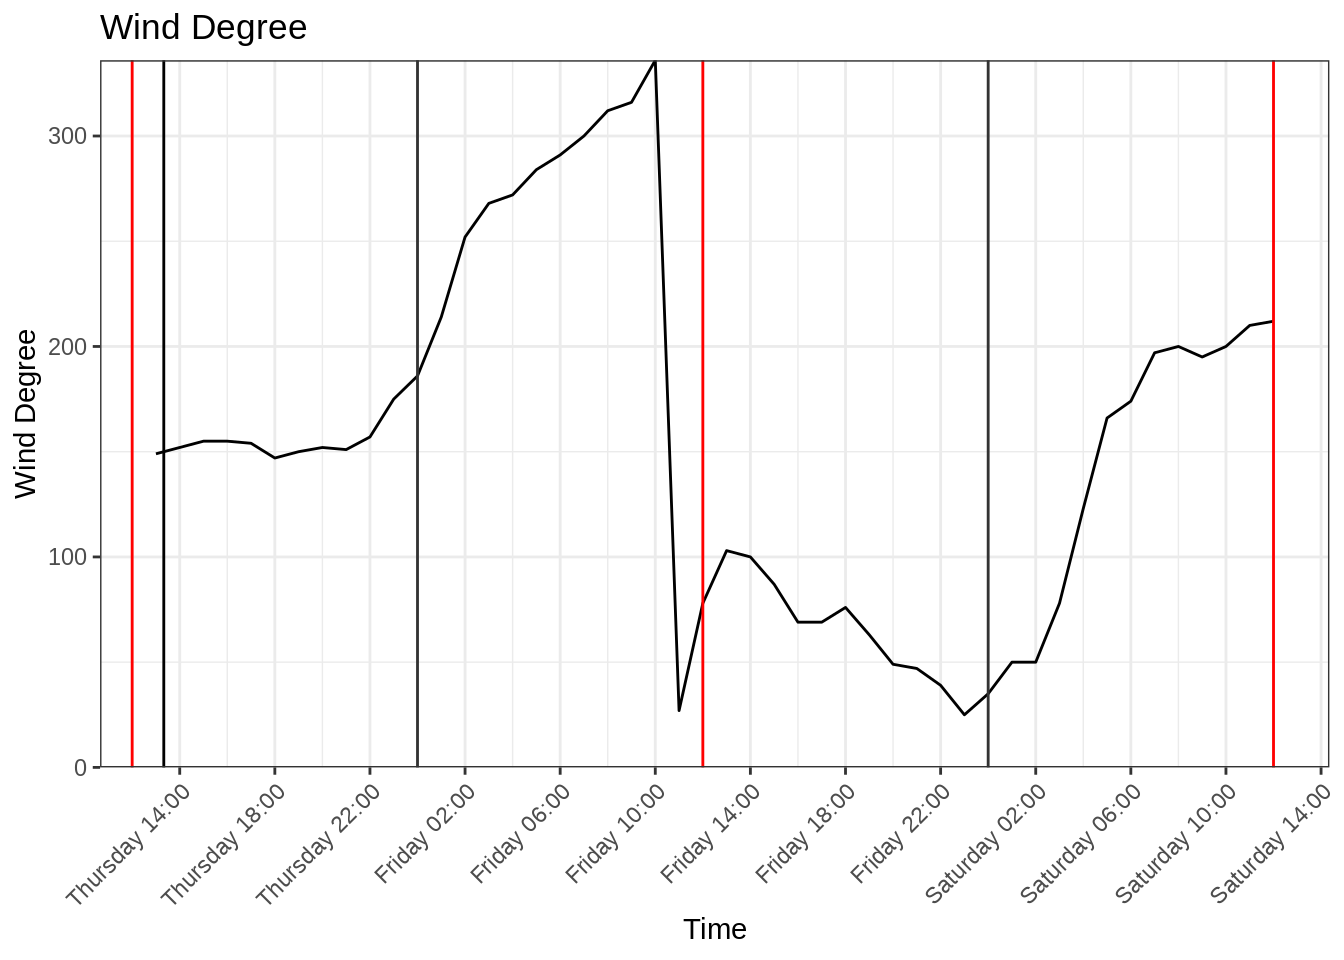 Wind Degree
Wind Degree
300
200
100
0
Thursday 14:00
Thursday 18:00
Thursday 22:00
Friday 02:00
Friday 06:00
Friday 10:00
Friday 14:00
Friday 18:00
Friday 22:00
Saturday 02:00
Saturday 06:00
Saturday 10:00
Saturday 14:00
Time